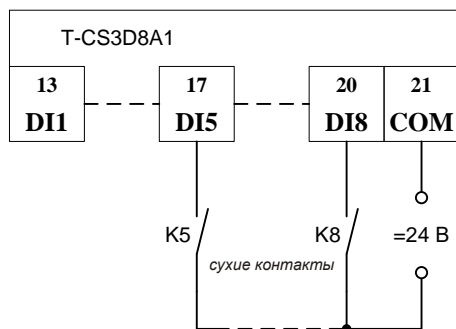 T-CS3D8A1
13 17 20 21
DI1 DI5 DI8 COM
K5 K8 =24 В
сухие контакты